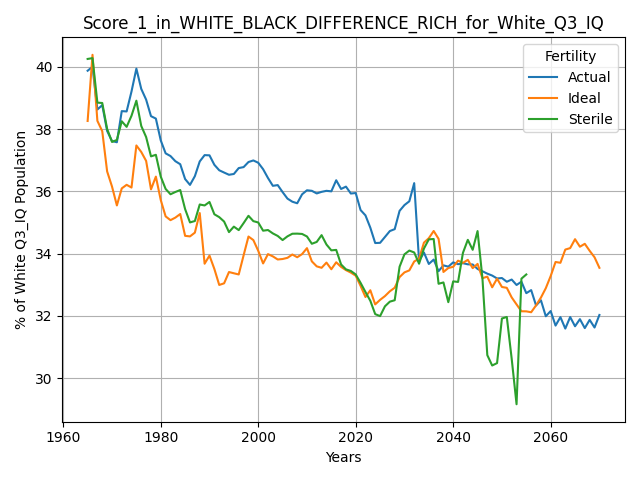 Score_1_in_WHITE_BLACK_DIFFERENCE_RICH_for_White_Q3_IQ
Fertility
Actual
Ideal
Sterile
% of White Q3_IQ Population
40
38
36
34
32
30
1960
1980
2000
2020
2040
2060
Years